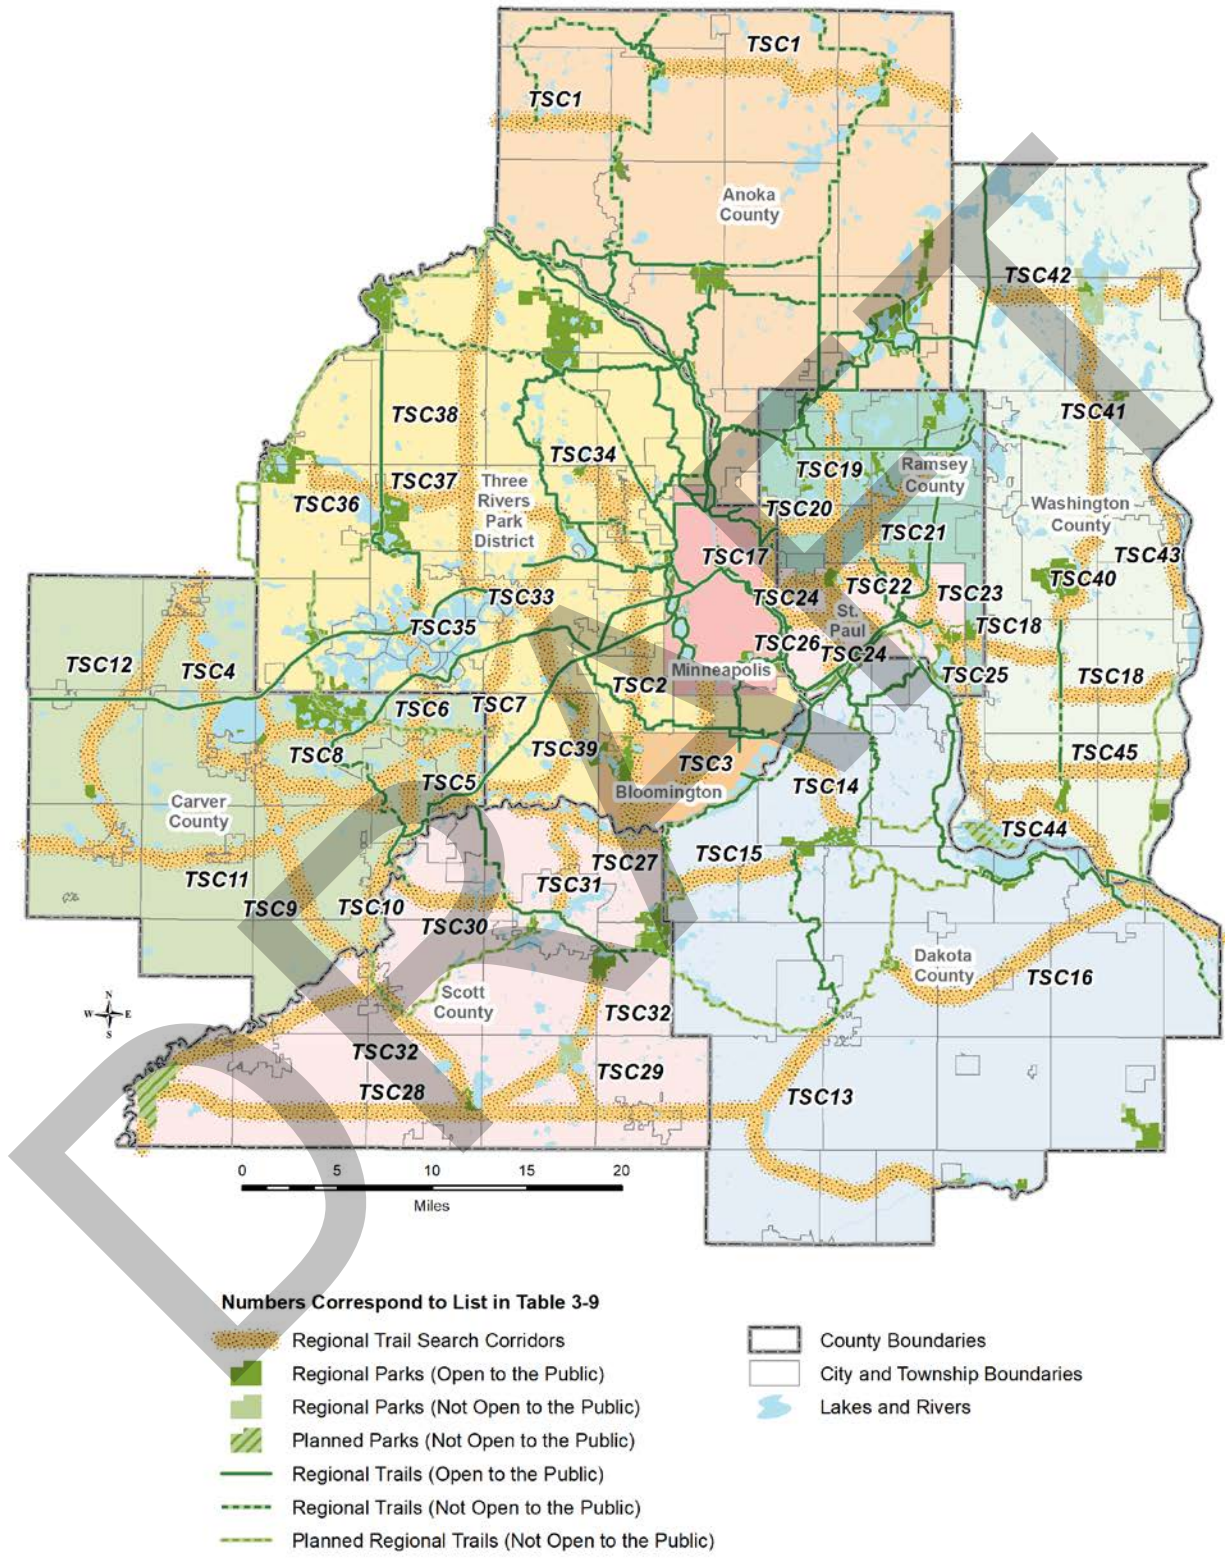 TSC1
TSC1
Anoka
County
TSC42
TSC38
TSC41
TSC34
TSC19
Ramsey
County
TSC37
Three
Rivers
Park
District
TSC36
TSC20
Washington
County
TSC21
TSC17
TSC43
TSC40
TSC22
TSC33
TSC24
TSC23
St.
Paul
TSC35
TSC18
TSC26
TSC24
TSC12
TSC4
Minneapolis
TSC25
TSC18
TSC2
TSC6
TSC7
TSC8
TSC39
TSC3
TSC45
TSC5
TSC14
Bloomington
Carver
County
TSC44
TSC15
TSC27
TSC11
TSC31
TSC9
TSC10
TSC30
Dakota
County
TSC16
Scott
County
N
W E
S
TSC32
TSC32
TSC29
TSC28
TSC13
0 5 10 15 20
Miles
DRAFT
Numbers Correspond to List in Table 3-9
Regional Trail Search Corridors
Regional Parks (Open to the Public)
Regional Parks (Not Open to the Public)
Planned Parks (Not Open to the Public)
Regional Trails (Open to the Public)
Regional Trails (Not Open to the Public)
Planned Regional Trails (Not Open to the Public)
County Boundaries
City and Township Boundaries
Lakes and Rivers